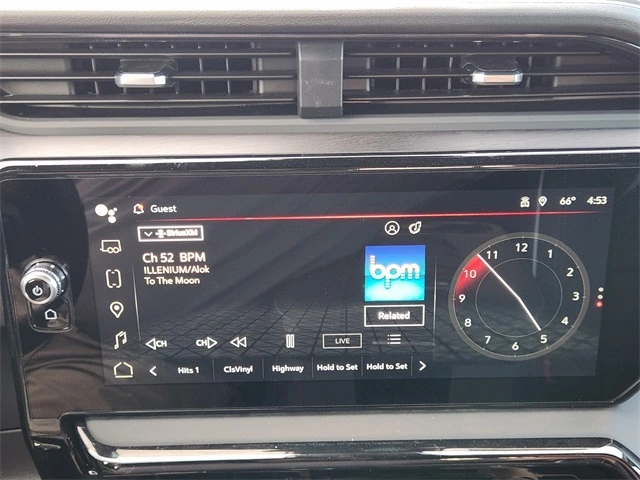 Guest 66° 4:53
SiriusXM
Ch 52 BPM
ILLENIUM/Alok
To The Moon
bpm
Related
CH CH LIVE
Hits 1 ClsVinyl Highway Hold to Set Hold to Set
12
1
2
3
4
5
6
7
8
9
10
11